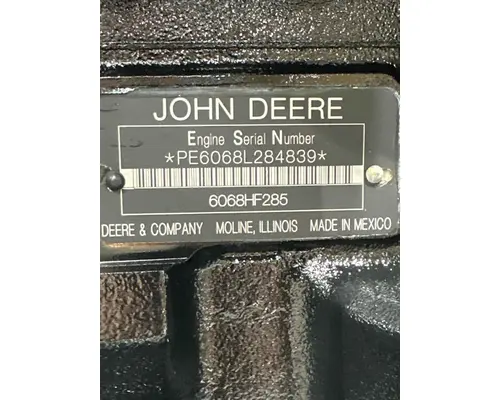 JOHN DEERE
Engine Serial Number
*PE6068L284839*
6068HF285
DEERE & COMPANY MOLINE, ILLINOIS MADE IN MEXICO